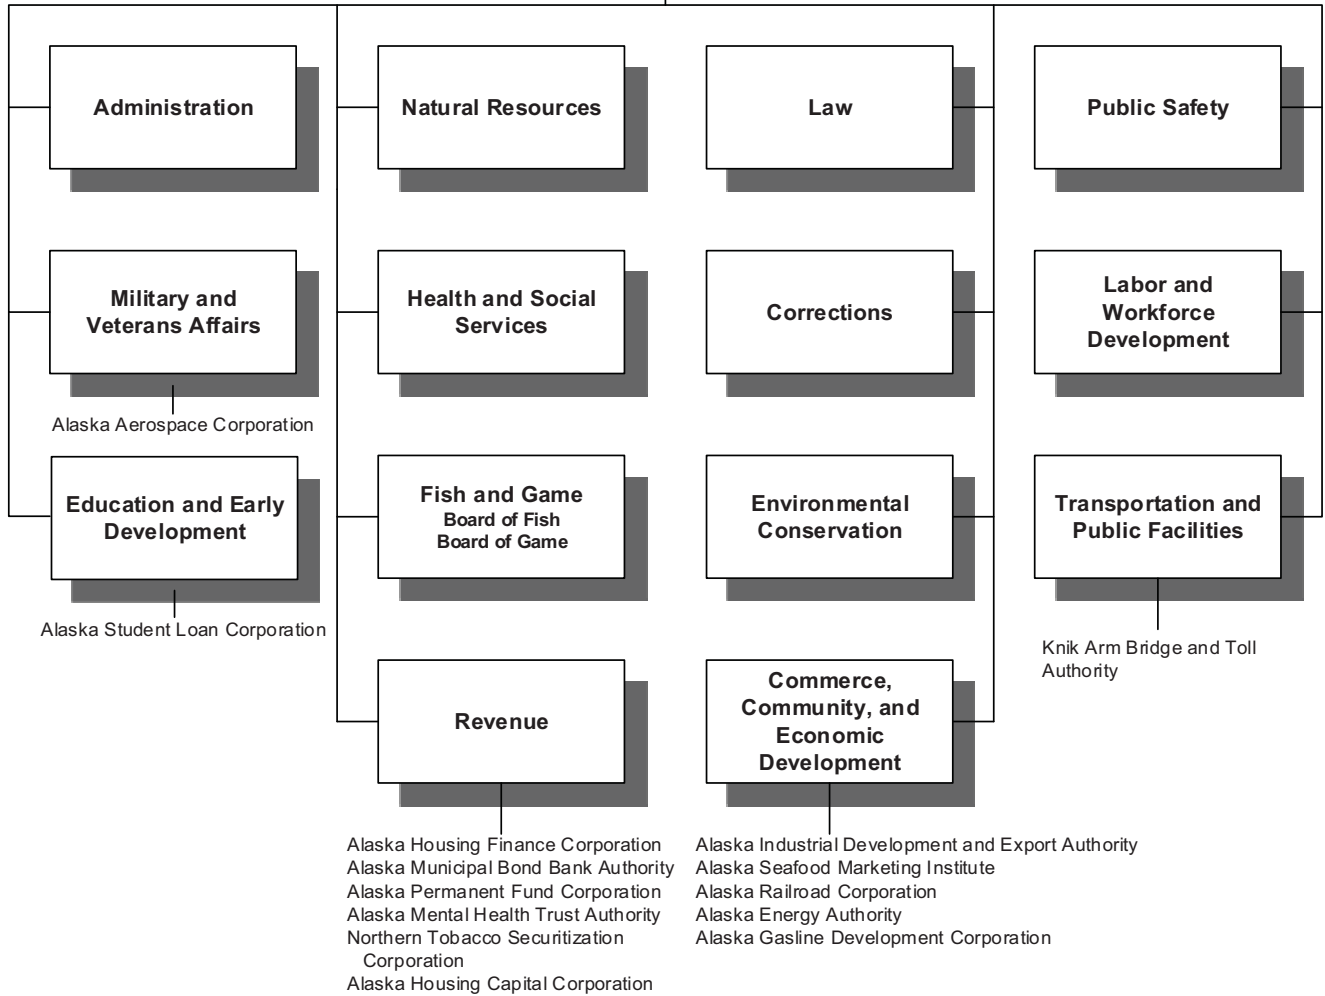 Administration
Natural Resources
Law
Public Safety
Military and
Veterans Affairs
Health and Social
Services
Corrections
Labor and
Workforce
Development
Alaska Aerospace Corporation
Education and Early
Development
Fish and Game
Board of Fish
Board of Game
Environmental
Conservation
Transportation and
Public Facilities
Alaska Student Loan Corporation
Knik Arm Bridge and Toll
Authority
Revenue
Commerce,
Community, and
Economic
Development
Alaska Housing Finance Corporation
Alaska Municipal Bond Bank Authority
Alaska Permanent Fund Corporation
Alaska Mental Health Trust Authority
Northern Tobacco Securitization
Corporation
Alaska Housing Capital Corporation
Alaska Industrial Development and Export Authority
Alaska Seafood Marketing Institute
Alaska Railroad Corporation
Alaska Energy Authority
Alaska Gasline Development Corporation